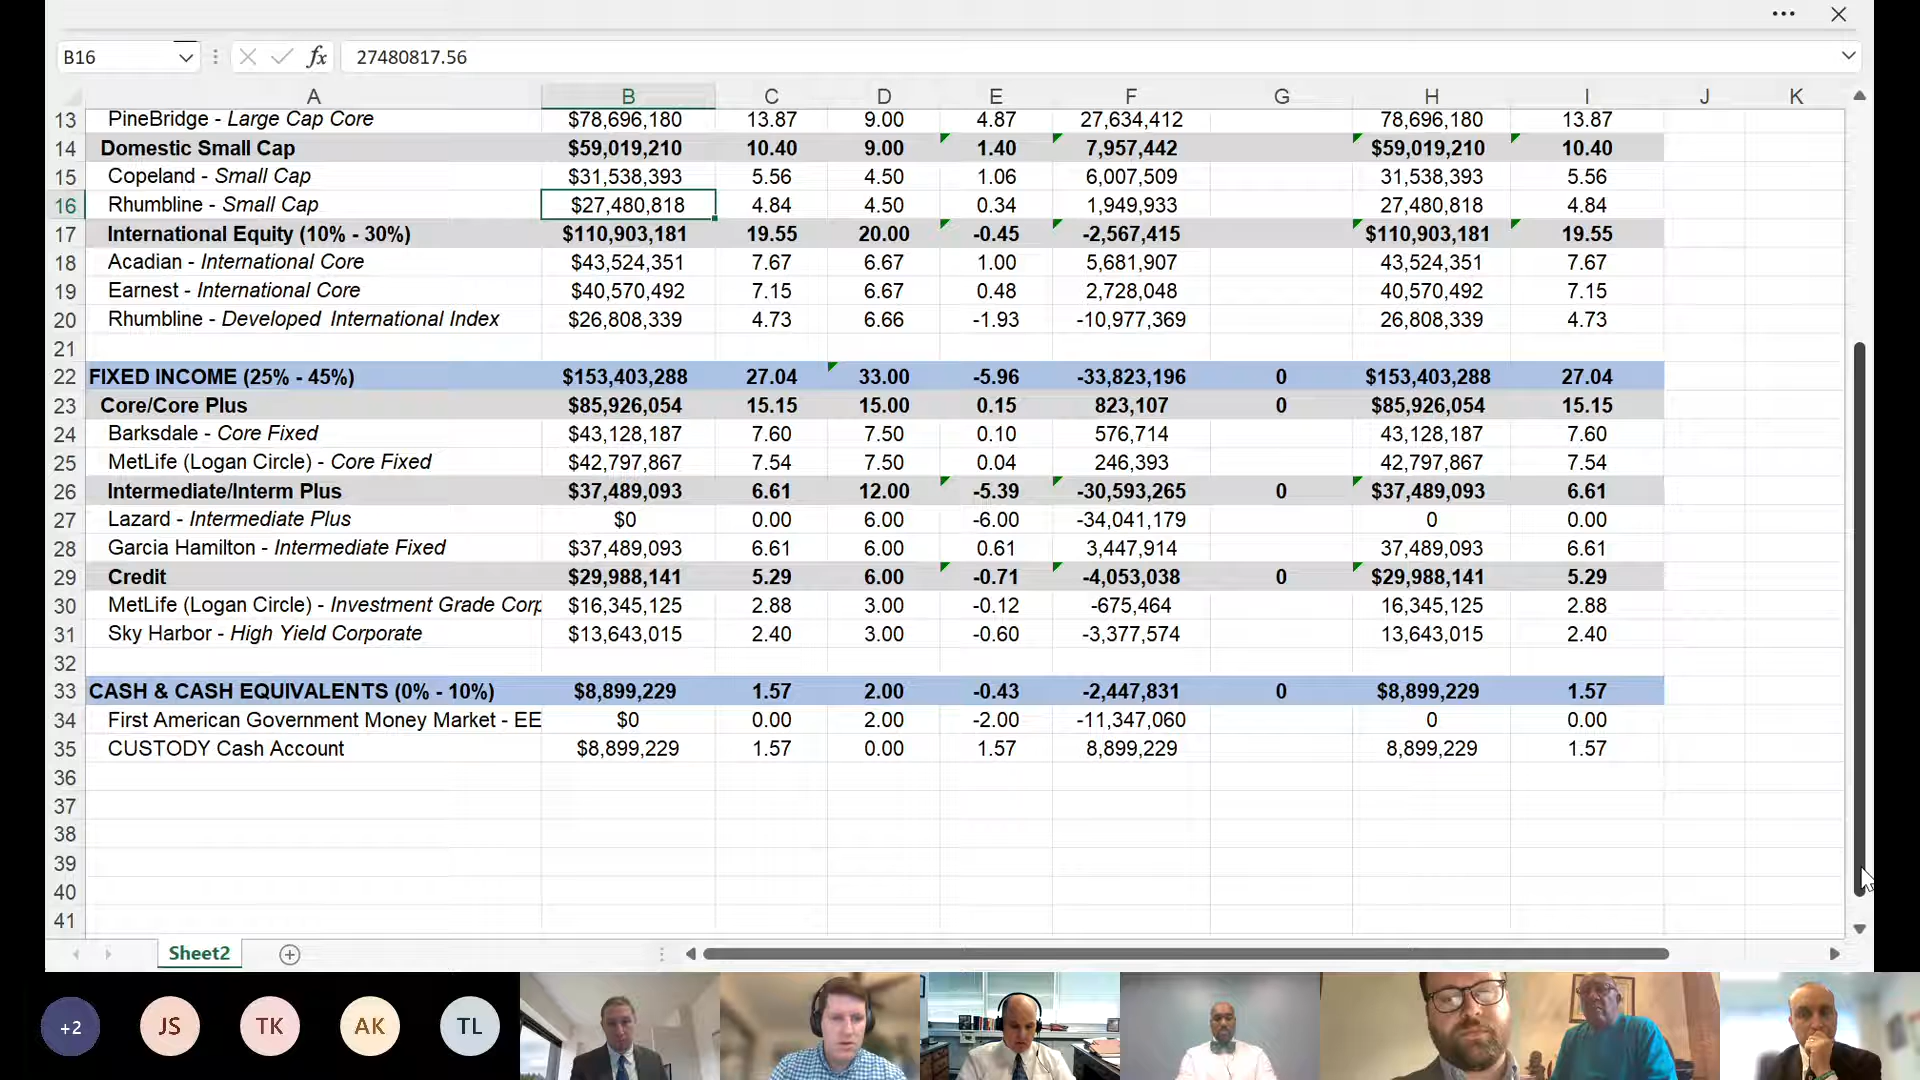 B16 fx 27480817.56
A B C D E F G H I J K
13 PineBridge - Large Cap Core $78,696,180 13.87 9.00 4.87 27,634,412 78,696,180 13.87
14 Domestic Small Cap $59,019,210 10.40 9.00 1.40 7,957,442 $59,019,210 10.40
15 Copeland - Small Cap $31,538,393 5.56 4.50 1.06 6,007,509 31,538,393 5.56
16 Rhumbline - Small Cap $27,480,818 4.84 4.50 0.34 1,949,933 27,480,818 4.84
17 International Equity (10% - 30%) $110,903,181 19.55 20.00 -0.45 -2,567,415 $110,903,181 19.55
18 Acadian - International Core $43,524,351 7.67 6.67 1.00 5,681,907 43,524,351 7.67
19 Earnest - International Core $40,570,492 7.15 6.67 0.48 2,728,048 40,570,492 7.15
20 Rhumbline - Developed International Index $26,808,339 4.73 6.66 -1.93 -10,977,369 26,808,339 4.73
21
22 FIXED INCOME (25% - 45%) $153,403,288 27.04 33.00 -5.96 -33,823,196 0 $153,403,288 27.04
23 Core/Core Plus $85,926,054 15.15 15.00 0.15 823,107 0 $85,926,054 15.15
24 Barksdale - Core Fixed $43,128,187 7.60 7.50 0.10 576,714 43,128,187 7.60
25 MetLife (Logan Circle) - Core Fixed $42,797,867 7.54 7.50 0.04 246,393 42,797,867 7.54
26 Intermediate/Interm Plus $37,489,093 6.61 12.00 -5.39 -30,593,265 0 $37,489,093 6.61
27 Lazard - Intermediate Plus $0 0.00 6.00 -6.00 -34,041,179 0 0.00
28 Garcia Hamilton - Intermediate Fixed $37,489,093 6.61 6.00 0.61 3,447,914 37,489,093 6.61
29 Credit $29,988,141 5.29 6.00 -0.71 -4,053,038 0 $29,988,141 5.29
30 MetLife (Logan Circle) - Investment Grade Corp $16,345,125 2.88 3.00 -0.12 -675,464 16,345,125 2.88
31 Sky Harbor - High Yield Corporate $13,643,015 2.40 3.00 -0.60 -3,377,574 13,643,015 2.40
32
33 CASH & CASH EQUIVALENTS (0% - 10%) $8,899,229 1.57 2.00 -0.43 -2,447,831 0 $8,899,229 1.57
34 First American Government Money Market - EE $0 0.00 2.00 -2.00 -11,347,060 0 0.00
35 CUSTODY Cash Account $8,899,229 1.57 0.00 1.57 8,899,229 8,899,229 1.57
36
37
38
39
40
41
Sheet2
+2 JS TK AK TL